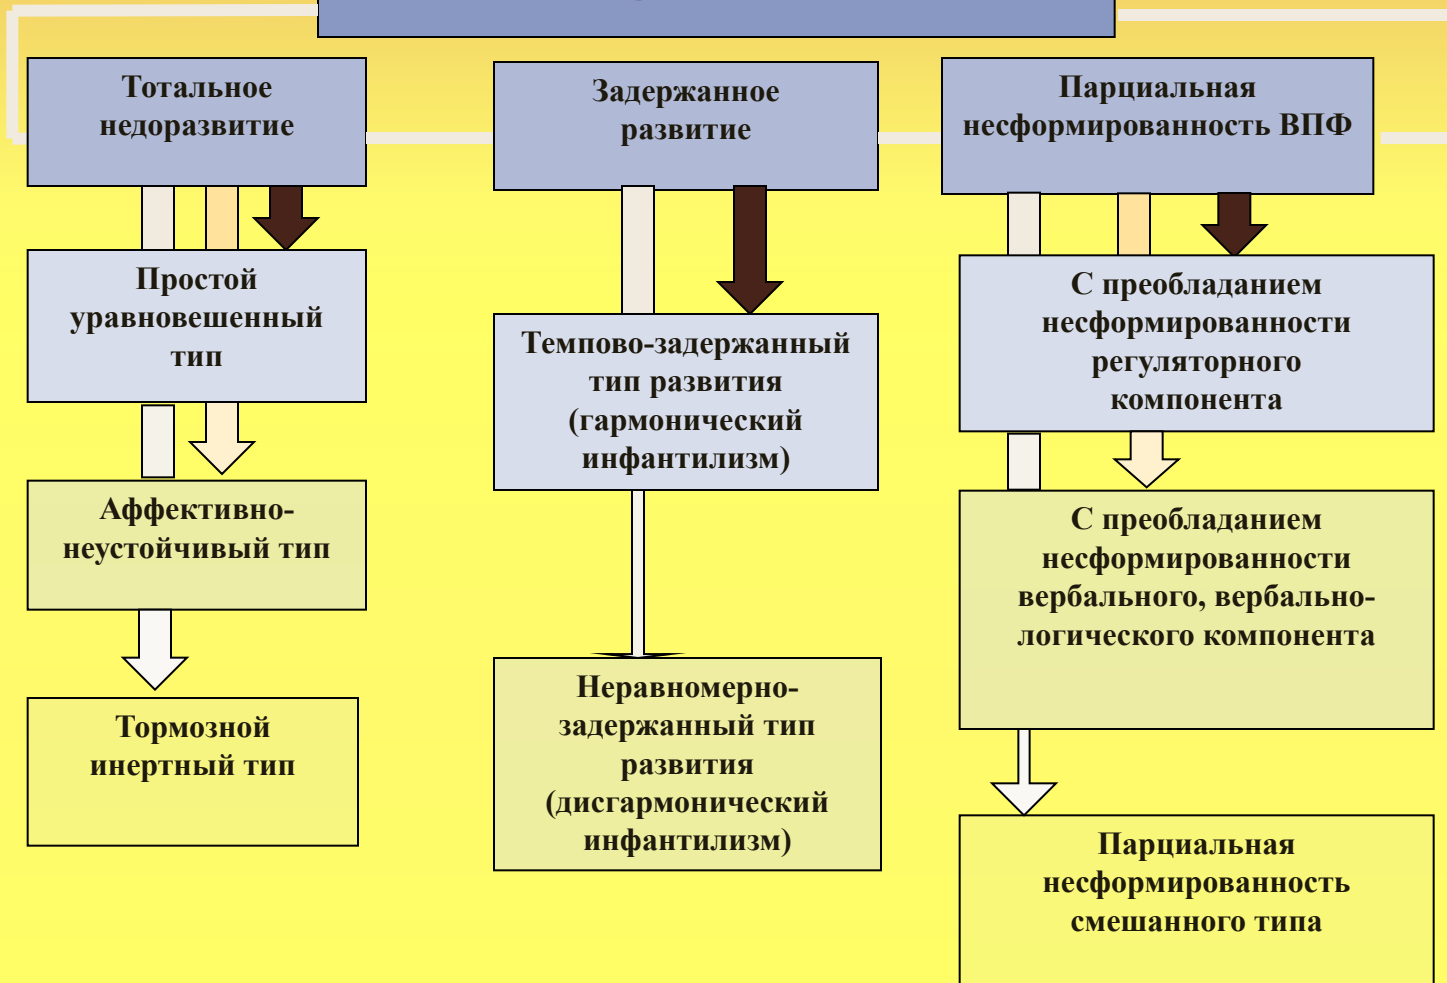 Тотальное
недоразвитие
Простой
уравновешенный
тип
Аффективно-
неустойчивый тип
Тормозной
инертный тип
Задержанное
развитие
Темпово-задержанный
тип развития
(гармонический
инфантилизм)
Неравномерно-
задержанный тип
развития
(дисгармонический
инфантилизм)
Парциальная
несформированность ВПФ
С преобладанием
несформированности
регуляторного
компонента
С преобладанием
несформированности
вербального, вербально-
логического компонента
Парциальная
несформированность
смешанного типа